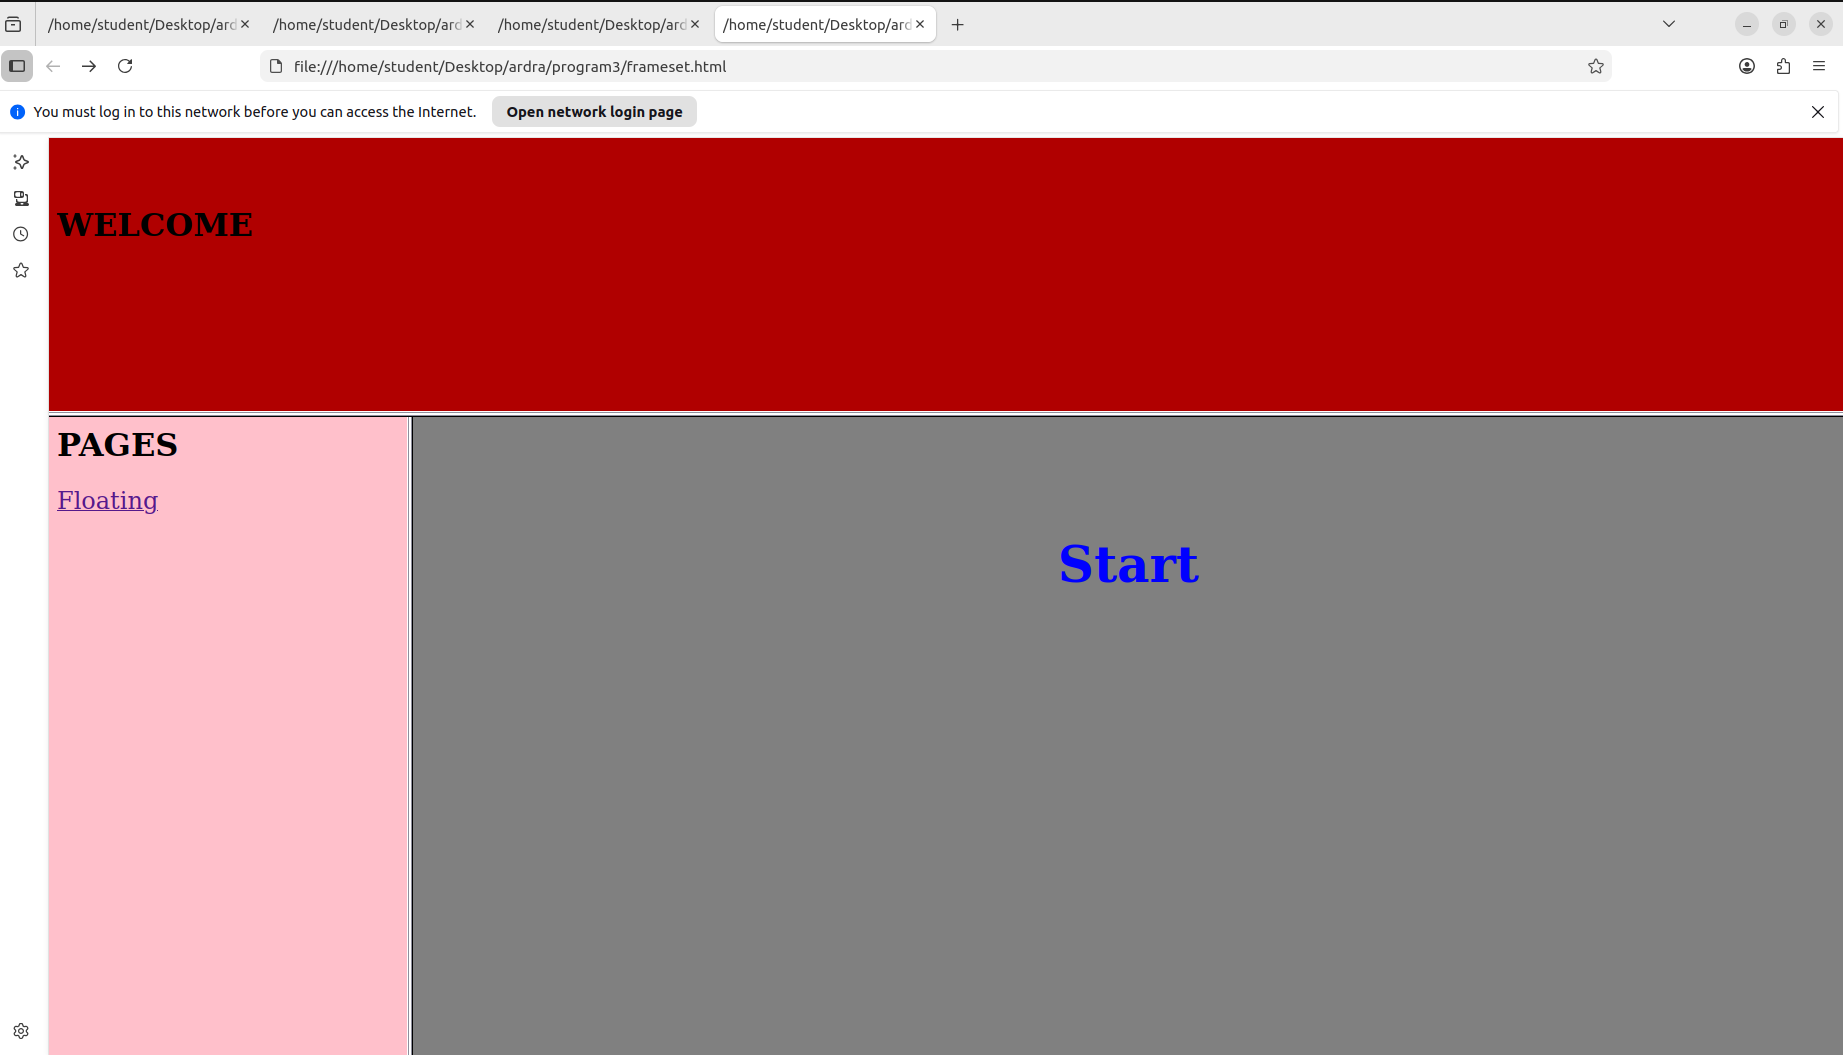 /home/student/Desktop/ard
/home/student/Desktop/ard
/home/student/Desktop/ard
/home/student/Desktop/ard
file:///home/student/Desktop/ardra/program3/frameset.html
You must log in to this network before you can access the Internet.
Open network login page
WELCOME
PAGES
Floating
Start